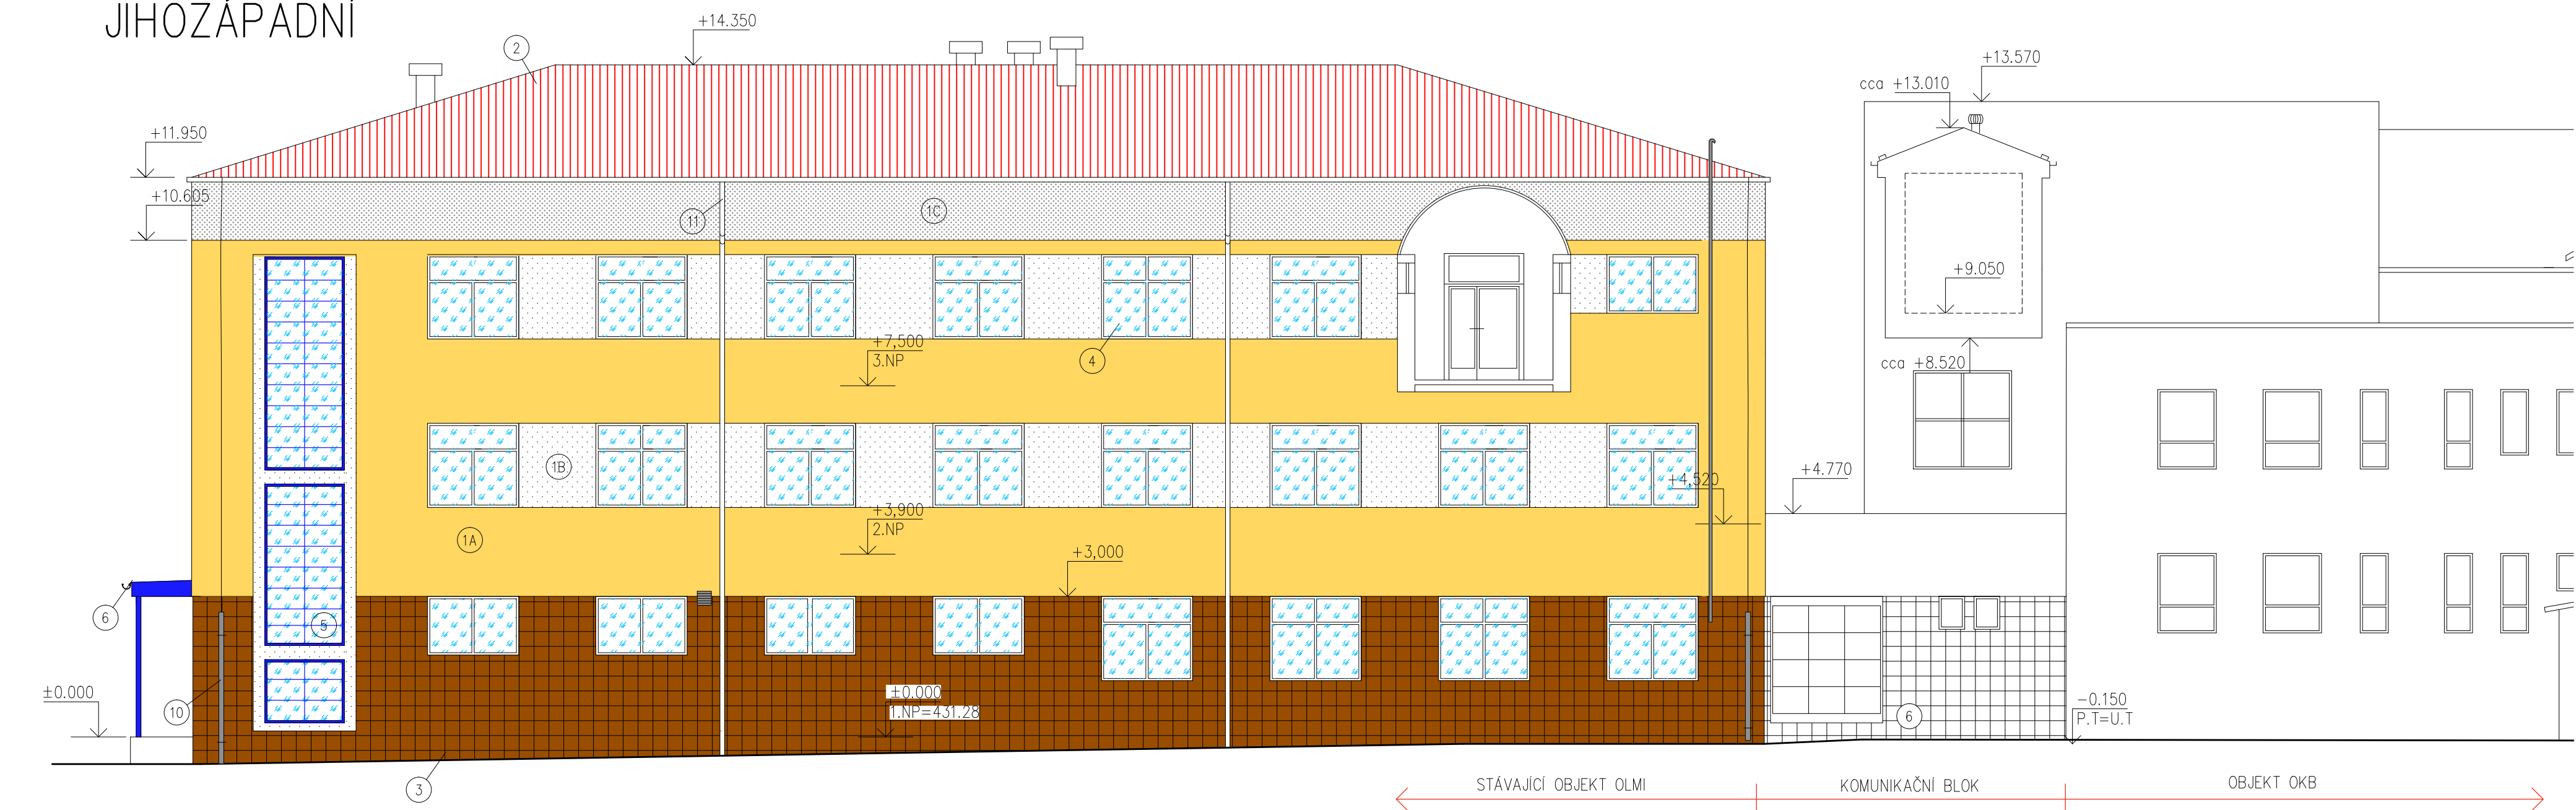 JIHOZÁPADNÍ
+14.350
2
+13.570
cca +13.010
+11.950
+10.605
11
1C
+9.050
+7,500
3.NP
4
cca +8.520
1B
+4,520
+4.770
+3,900
2.NP
1A
+3,000
6
5
±0.000
±0.000
1.NP=431.28
10
6
-0.150
P.T=U.T
3
STÁVAJÍCÍ OBJEKT OLMI
KOMUNIKAČNÍ BLOK
OBJEKT OKB